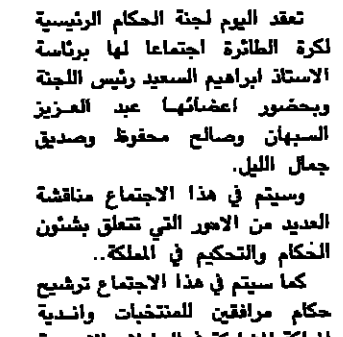 تعقد اليوم لجنة الحكام الرئيسية
لكرة الطائرة اجتماعا لها برئاسة
الاستاذ ابراهيم السعيد رئيس اللجنة
وبحضور اعضائها عبد العزيز
السبهان وصالح محفوظ وصديق
جمال الليل.
وسيتم في هذا الاجتماع مناقشة
العديد من الامور التي تتعلق بشئون
الحكام والتحكيم في المملكة..
كما سيتم في هذا الاجتماع ترشيح
حكام مرافقين للمنتخبات واندية